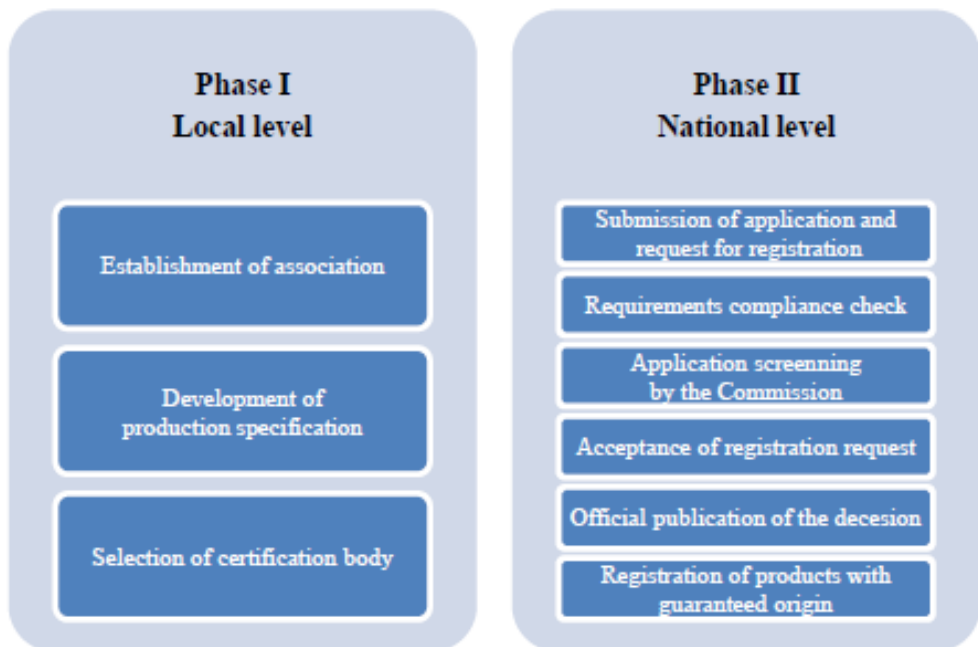 Phase I
Local level
Establishment of association
Development of
production specification
Selection of certification body
Phase II
National level
Submission of application and
request for registration
Requirements compliance check
Application screenning
by the Commission
Acceptance of registration request
Official publication of the decesion
Registration of products with
guaranteed origin